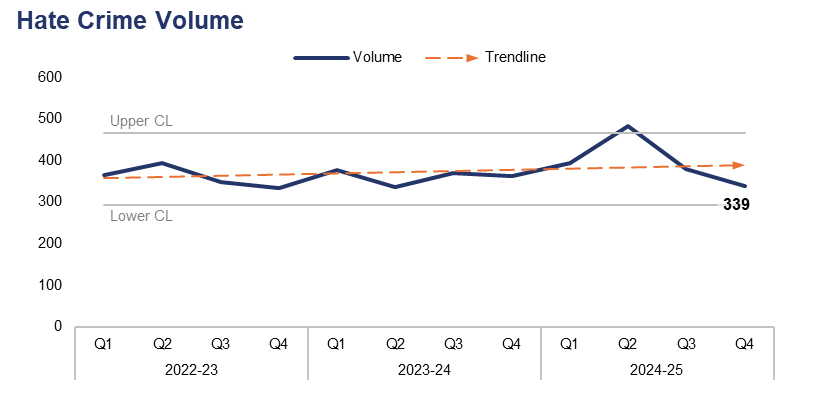 Hate Crime Volume
Volume Trendline
600
500
Upper CL
400
300
Lower CL
339
200
100
0
Q1 Q2 Q3 Q4 Q1 Q2 Q3 Q4 Q1 Q2 Q3 Q4
2022-23 2023-24 2024-25